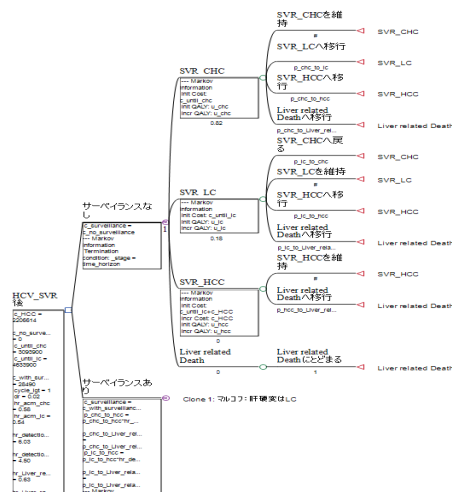 SVR_CHCを維
持
#
SVR_CHC
SVR_LCへ移行
p_chc_to_lc
SVR_LC
SVR_HCCへ移
行
p_chc_to_hcc
SVR_HCC
Liver related
Deathへ移行
p_chc_to_Liver_rel...
Liver related Death
SVR_CHC
--- Markov
Information
Init Cost:
c_until_chc
Init QALY: u_chc
Incr QALY: u_chc
0.82
SVR_CHCへ戻
る
p_lc_to_chc
SVR_CHC
SVR_LCを維持
#
SVR_LC
SVR_HCCへ移
行
p_lc_to_hcc
SVR_HCC
Liver related
Deathへ移行
p_lc_to_Liver_rela...
Liver related Death
SVR_LC
--- Markov
Information
Init Cost: c_until_lc
Init QALY: u_lc
Incr QALY: u_lc
0.18
SVR_HCCを維
持
#
SVR_HCC
Liver related
Deathへ移行
p_hcc_to_Liver_rel...
Liver related Death
SVR_HCC
--- Markov
Information
Init Cost:
c_until_lc+c_HCC
Incr Cost: c_HCC
Init QALY: u_hcc
Incr QALY: u_hcc
0
Liver related
Death
0
Liver related
Deathにとどまる
1
Liver related Death
サーベイランスな
し
c_surveillance =
c_no_surveillance
--- Markov
Information
Termination
condition: _stage =
time_horizon
1
HCV_SVR
後
c_HCC =
2206614
c_no_surve...
= 0
c_until_chc
= 3093900
c_until_lc =
4833900
c_with_sur...
= 26490
cycle_lgt = 1
dr = 0.02
hr_acm_chc
= 0.58
hr_acm_lc =
0.54
hr_detectio...
= 6.03
hr_detectio...
= 4.80
hr_Liver_re...
= 0.63
サーベイランスあ
り
c_surveillance =
c_with_surveillanc...
p_chc_to_hcc =
p_chc_to_hcc*hr_...
p_chc_to_Liver_rel...
=
p_chc_to_Liver_rel...
p_lc_to_hcc =
p_lc_to_hcc*hr_de...
p_lc_to_Liver_rela...
=
p_lc_to_Liver_rela...
--- Markov
Clone 1: マルコフ: 肝硬変はLC